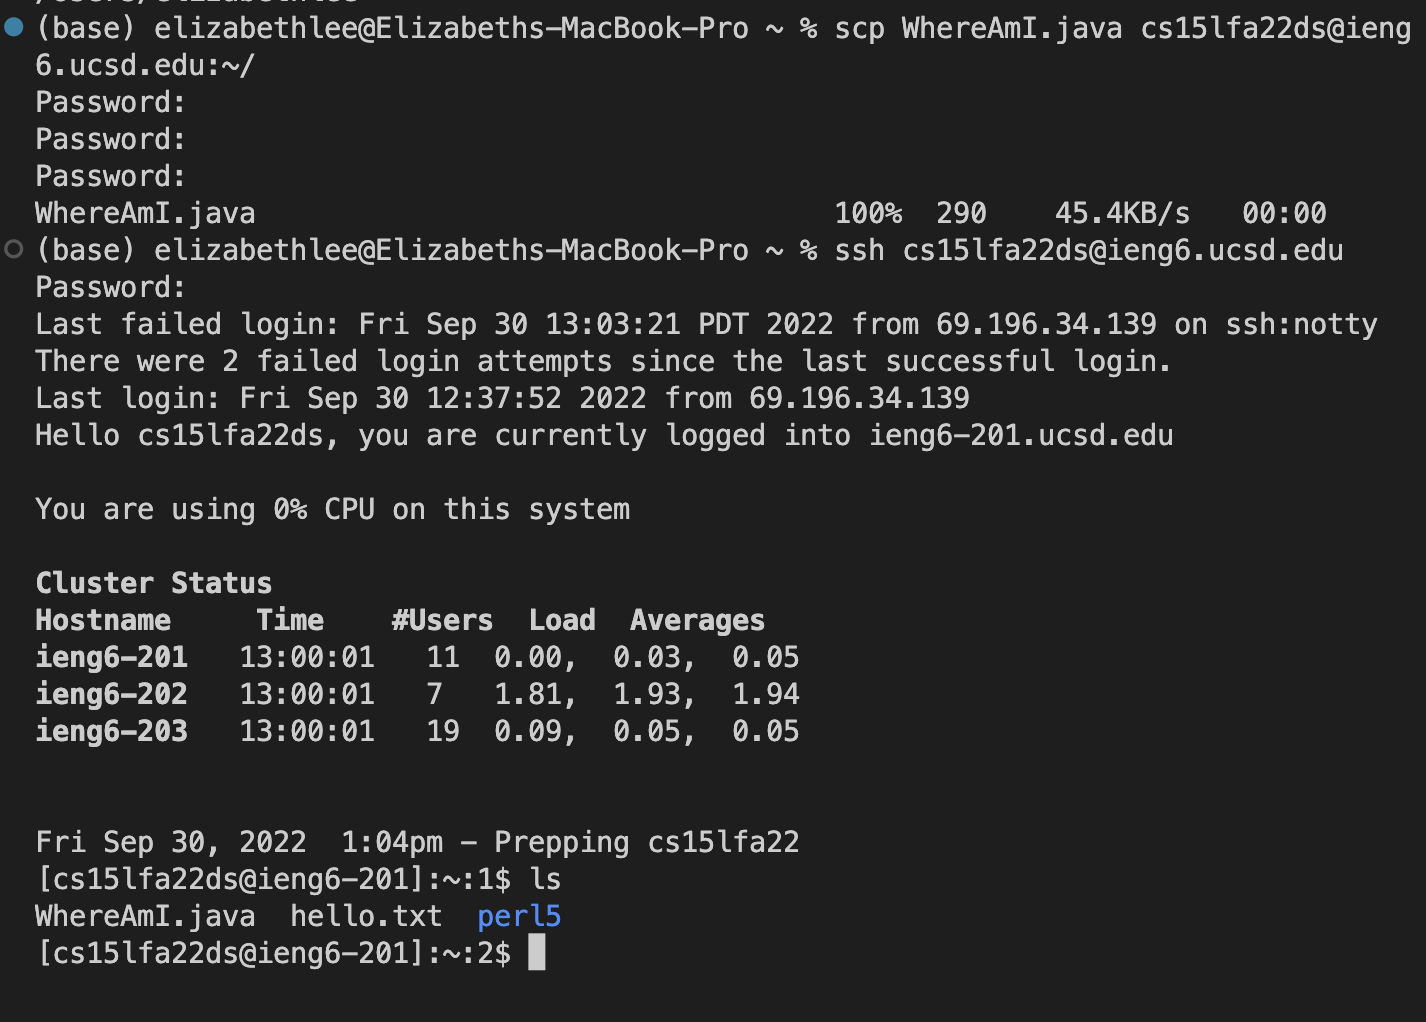 (base) elizabethlee@Elizabeths-MacBook-Pro ~ % scp WhereAmI.java cs15lfa22ds@ieng
6.ucsd.edu:~/
Password:
Password:
Password:
WhereAmI.java                                  100%  290    45.4KB/s   00:00
(base) elizabethlee@Elizabeths-MacBook-Pro ~ % ssh cs15lfa22ds@ieng6.ucsd.edu
Password:
Last failed login: Fri Sep 30 13:03:21 PDT 2022 from 69.196.34.139 on ssh:notty
There were 2 failed login attempts since the last successful login.
Last login: Fri Sep 30 12:37:52 2022 from 69.196.34.139
Hello cs15lfa22ds, you are currently logged into ieng6-201.ucsd.edu
You are using 0% CPU on this system
Cluster Status
Hostname     Time    #Users  Load  Averages
ieng6-201   13:00:01   11  0.00,  0.03,  0.05
ieng6-202   13:00:01   7   1.81,  1.93,  1.94
ieng6-203   13:00:01   19  0.09,  0.05,  0.05
Fri Sep 30, 2022  1:04pm - Prepping cs15lfa22
[cs15lfa22ds@ieng6-201]:~:1$ ls
WhereAmI.java  hello.txt  perl5
[cs15lfa22ds@ieng6-201]:~:2$